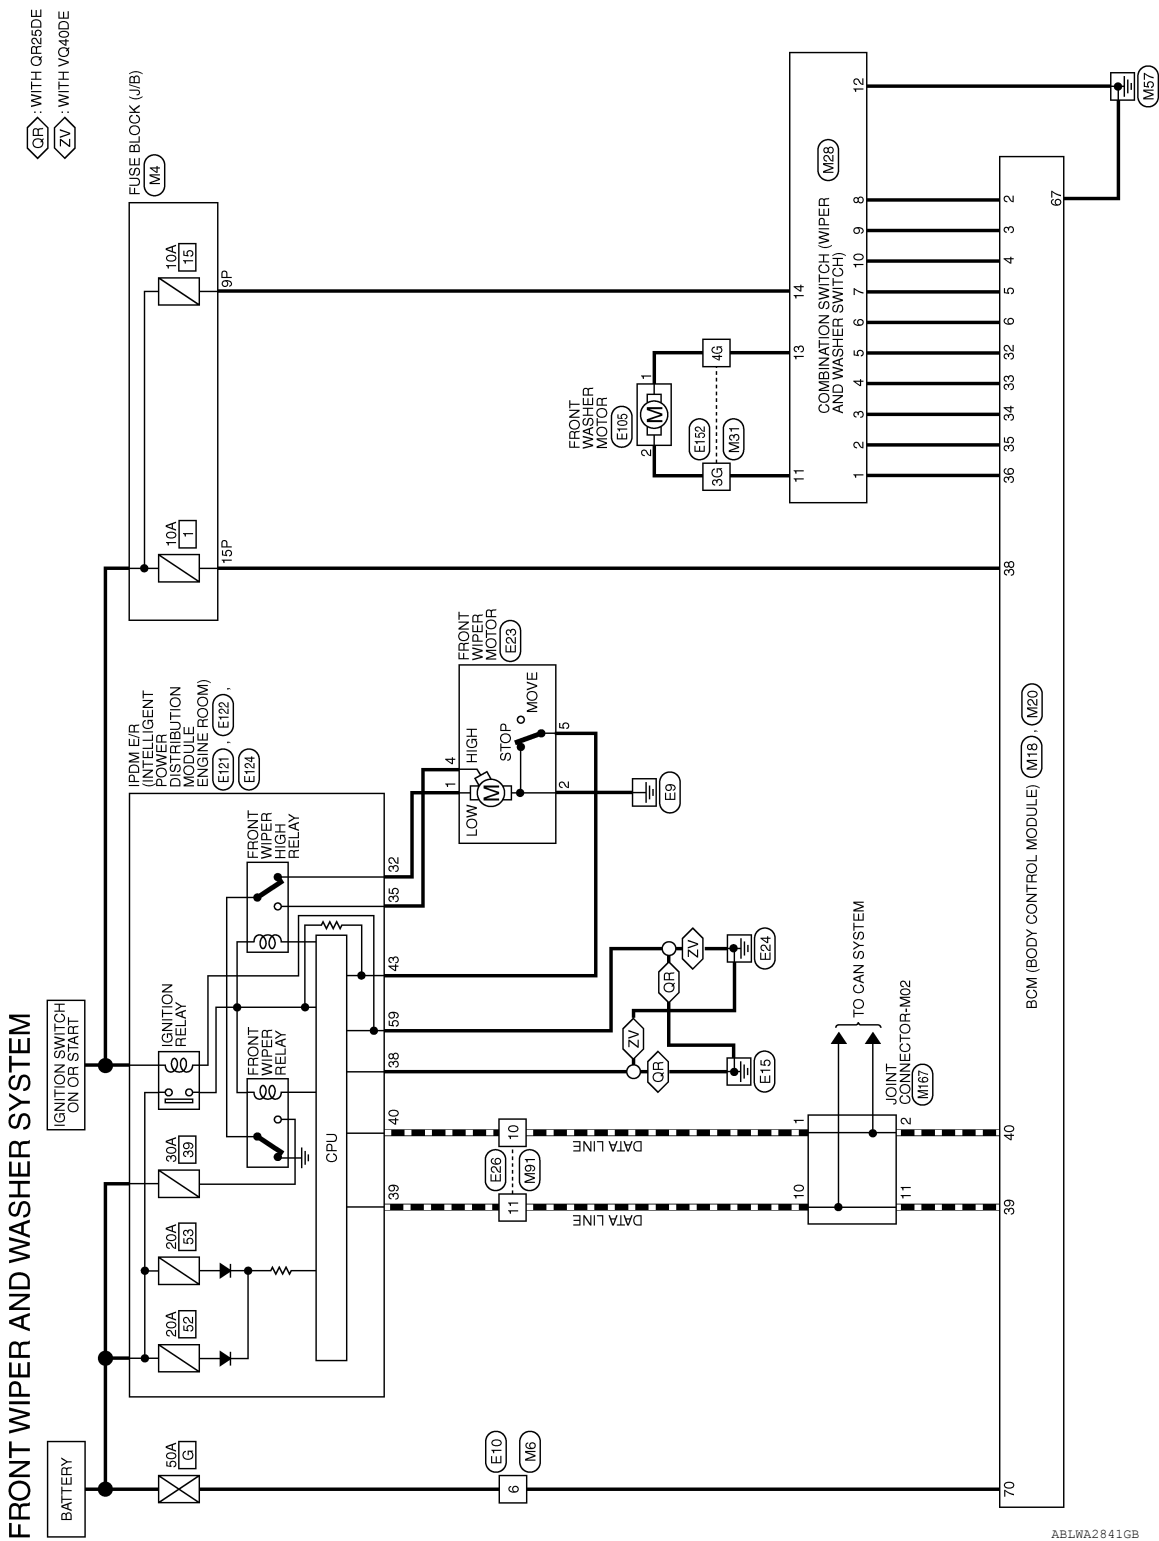 FRONT WIPER AND WASHER SYSTEM
QR : WITH QR25DE
ZV : WITH VQ40DE
BATTERY
IGNITION SWITCH
ON OR START
50A
G
20A
52
20A
53
30A
39
IGNITION
RELAY
FRONT
WIPER
RELAY
FRONT
WIPER
HIGH
RELAY
CPU
IPDM E/R
(INTELLIGENT
POWER
DISTRIBUTION
MODULE
ENGINE ROOM)
E121 , E122 ,
E124
FUSE BLOCK (J/B)
M4
10A
1
10A
15
15P
9P
39
40
38
59
43
35
32
FRONT
WIPER
MOTOR
E23
LOW
HIGH
1
4
M
STOP
MOVE
2
5
E9
FRONT
WASHER
MOTOR
E105
2
1
M
3G
4G
E152
M31
11
13
14
COMBINATION SWITCH (WIPER
AND WASHER SWITCH)
M28
1
2
3
4
5
6
7
10
9
8
12
E10
M6
6
E26
M91
11
10
DATA LINE
DATA LINE
QR
ZV
QR
ZV
E15
E24
10
1
11
2
JOINT
CONNECTOR-M02
M167
TO CAN SYSTEM
70
39
40
38
36
35
34
33
32
6
5
4
3
2
67
BCM (BODY CONTROL MODULE)
M18 , M20
M57
ABLWA2841GB